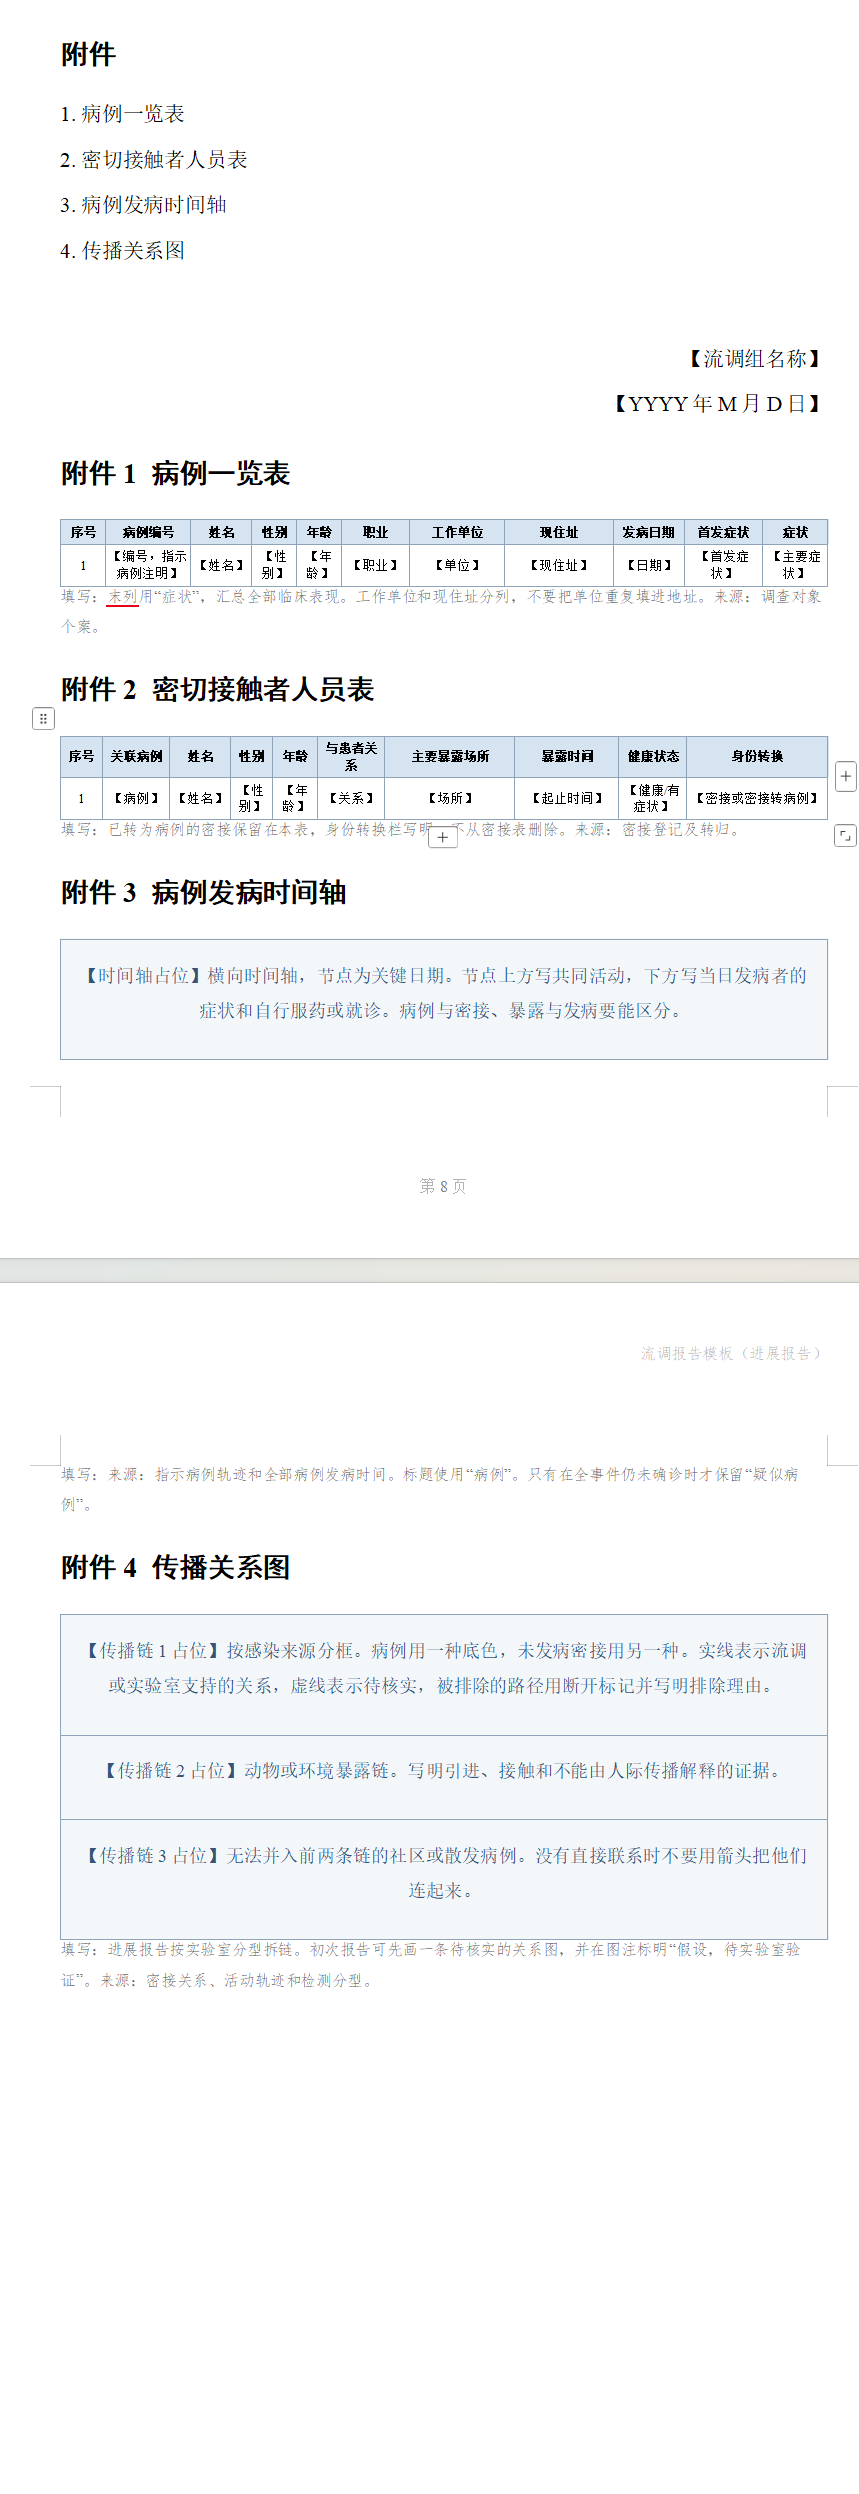 附件
1. 病例一览表
2. 密切接触者人员表
3. 病例发病时间轴
4. 传播关系图
【流调组名称】
【YYYY 年 M 月 D 日】
附件 1 病例一览表
序号 病例编号 姓名 性别 年龄 职业 工作单位 现住址 发病日期 首发症状 症状
1 【编号，指示病例注明】 【姓名】 【性别】 【年龄】 【职业】 【单位】 【现住址】 【日期】 【首发症状】 【主要症状】
填写：末列用“症状”，汇总全部临床表现。工作单位和现住址分列，不要把单位重复填进地址。来源：调查对象
个案。
附件 2 密切接触者人员表
序号 关联病例 姓名 性别 年龄 与患者关系 主要暴露场所 暴露时间 健康状态 身份转换
1 【病例】 【姓名】 【性别】 【年龄】 【关系】 【场所】 【起止时间】 【健康/有症状】 【密接或密接转病例】
填写：已转为病例的密接保留在本表，身份转换栏写明 不从密接表删除。来源：密接登记及转归。
附件 3 病例发病时间轴
【时间轴占位】横向时间轴，节点为关键日期。节点上方写共同活动，下方写当日发病者的
症状和自行服药或就诊。病例与密接、暴露与发病要能区分。
第 8 页
流调报告模板（进展报告）
填写：来源：指示病例轨迹和全部病例发病时间。标题使用“病例”。只有在全事件仍未确诊时才保留“疑似病
例”。
附件 4 传播关系图
【传播链 1 占位】按感染来源分框。病例用一种底色，未发病密接用另一种。实线表示流调
或实验室支持的关系，虚线表示待核实，被排除的路径用断开标记并写明排除理由。
【传播链 2 占位】动物或环境暴露链。写明引进、接触和不能由人际传播解释的证据。
【传播链 3 占位】无法并入前两条链的社区或散发病例。没有直接联系时不要用箭头把他们
连起来。
填写：进展报告按实验室分型拆链。初次报告可先画一条待核实的关系图，并在图注标明“假设，待实验室验
证”。来源：密接关系、活动轨迹和检测分型。